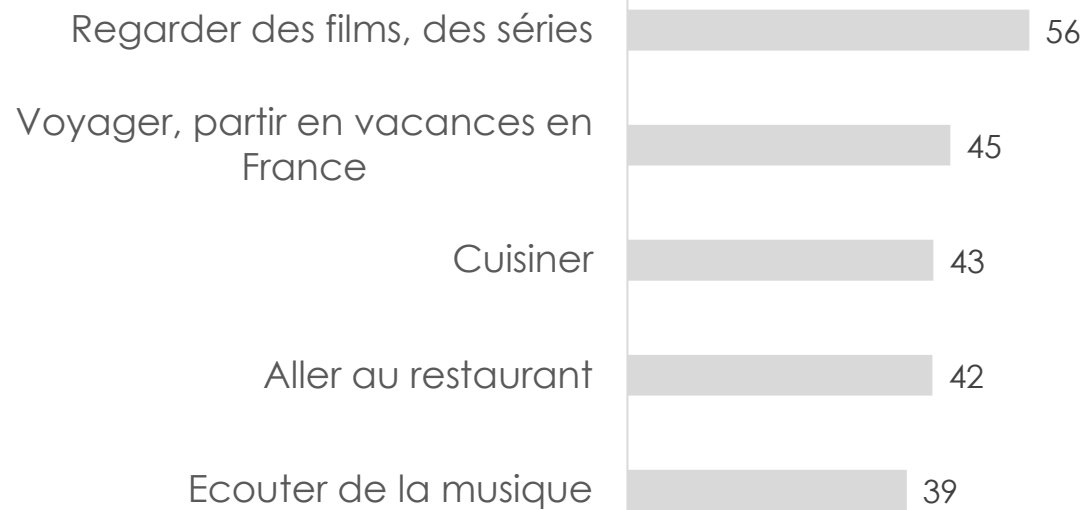 Regarder des films, des séries 56
Voyager, partir en vacances en
France 45
Cuisiner 43
Aller au restaurant 42
Ecouter de la musique 39